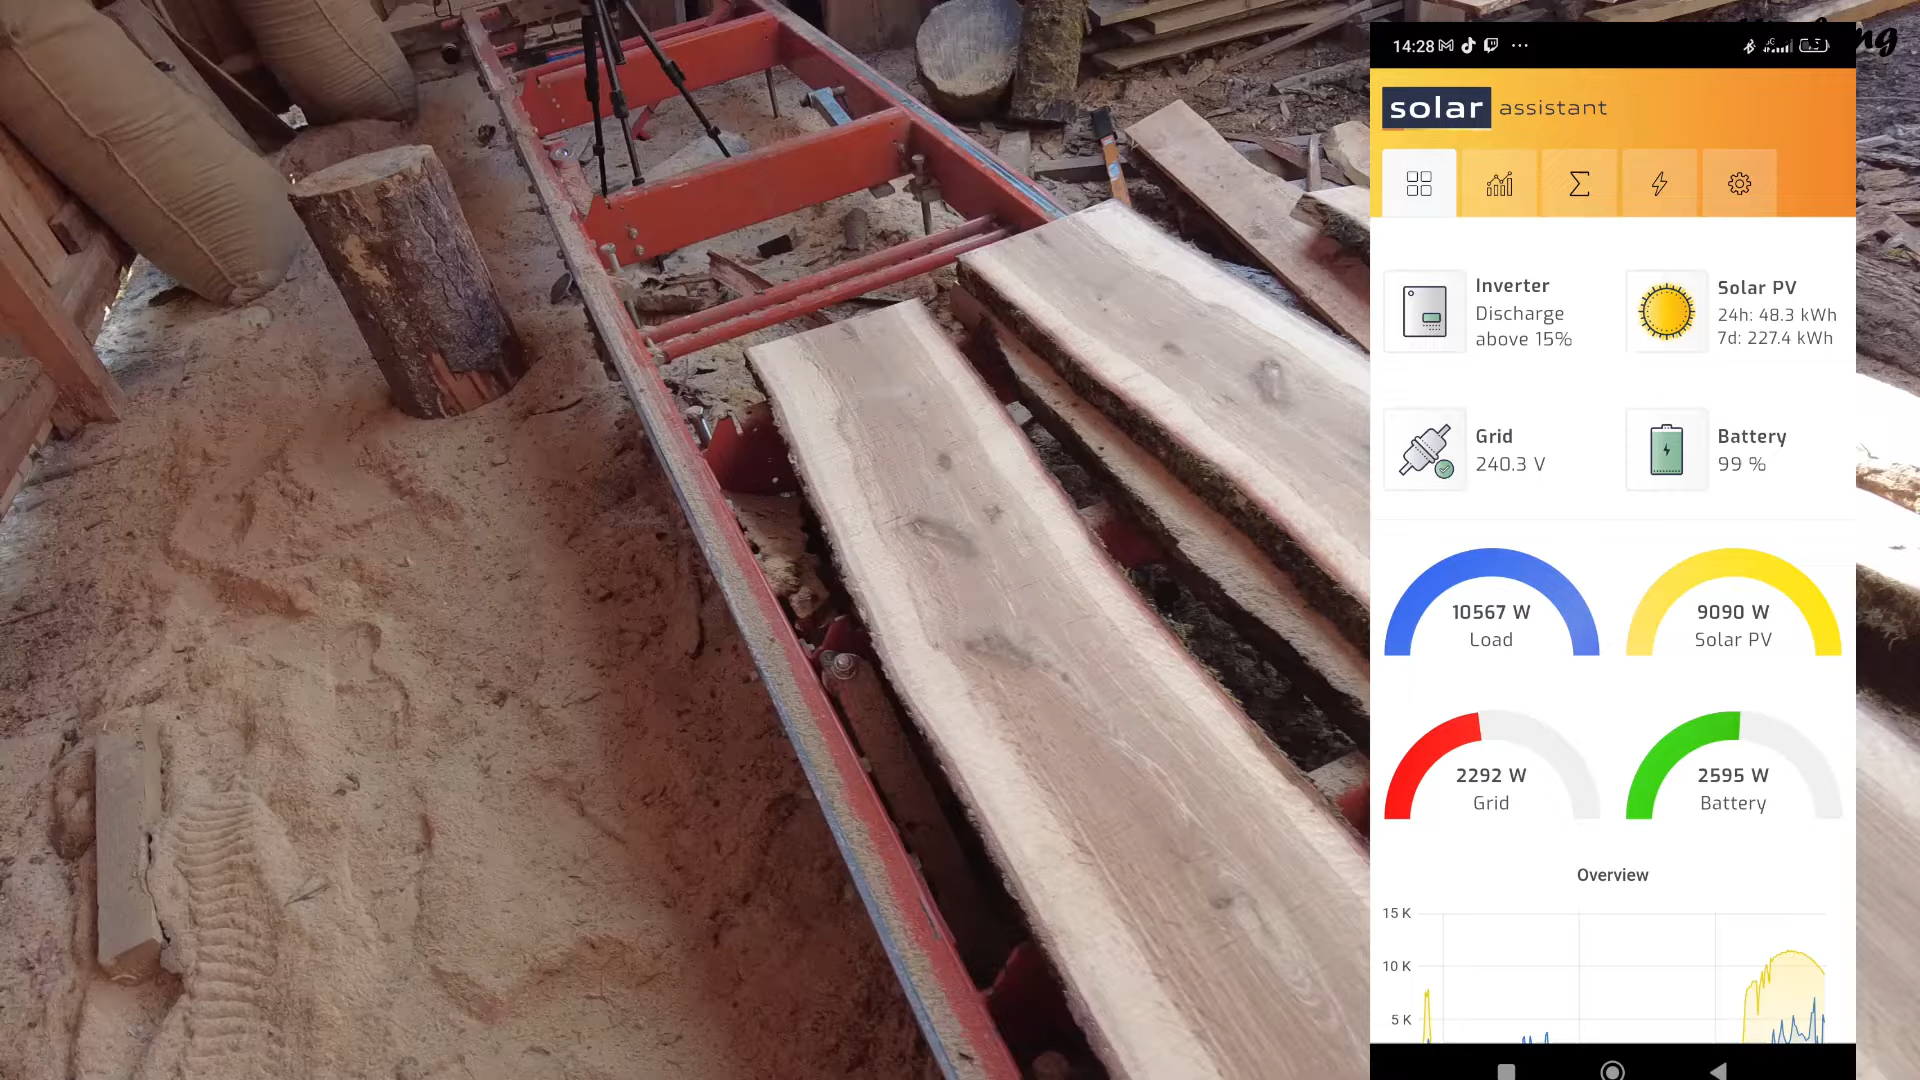 14:28
solar assistant
Inverter
Discharge
above 15%
Solar PV
24h: 48.3 kWh
7d: 227.4 kWh
Grid
240.3 V
Battery
99 %
10567 W
Load
9090 W
Solar PV
2292 W
Grid
2595 W
Battery
Overview
15 K
10 K
5 K